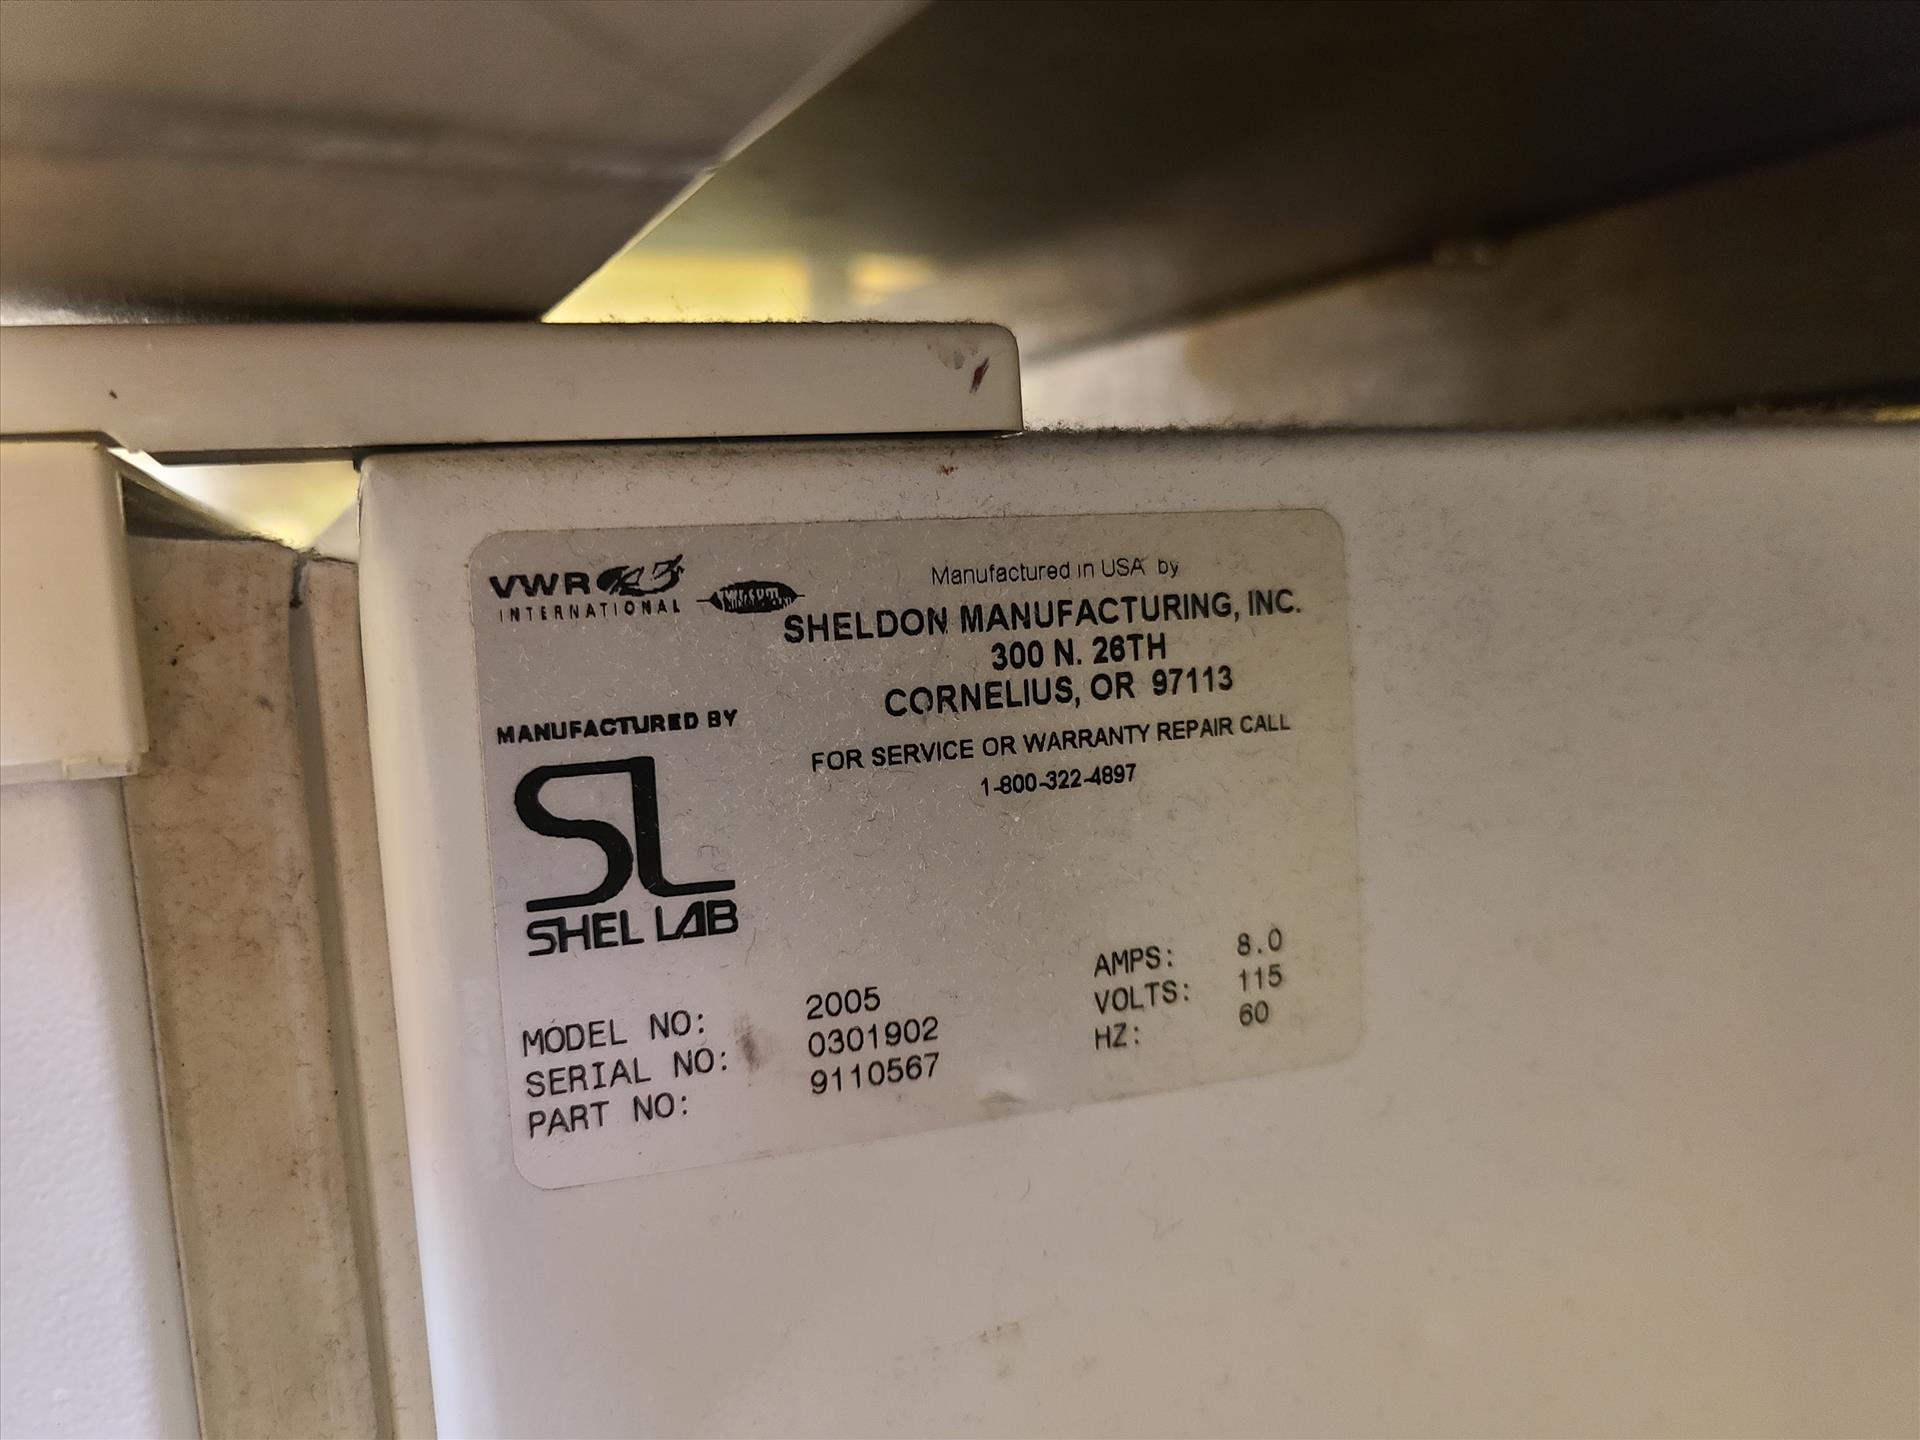 VWR
INTERNATIONAL
Manufactured in USA by
SHELDON MANUFACTURING, INC.
300 N. 26TH
CORNELIUS, OR 97113
FOR SERVICE OR WARRANTY REPAIR CALL
1-800-322-4897
MANUFACTURED BY
SL
SHEL LAB
MODEL NO: 2005
SERIAL NO: 0301902
PART NO: 9110567
AMPS: 8.0
VOLTS: 115
HZ: 60